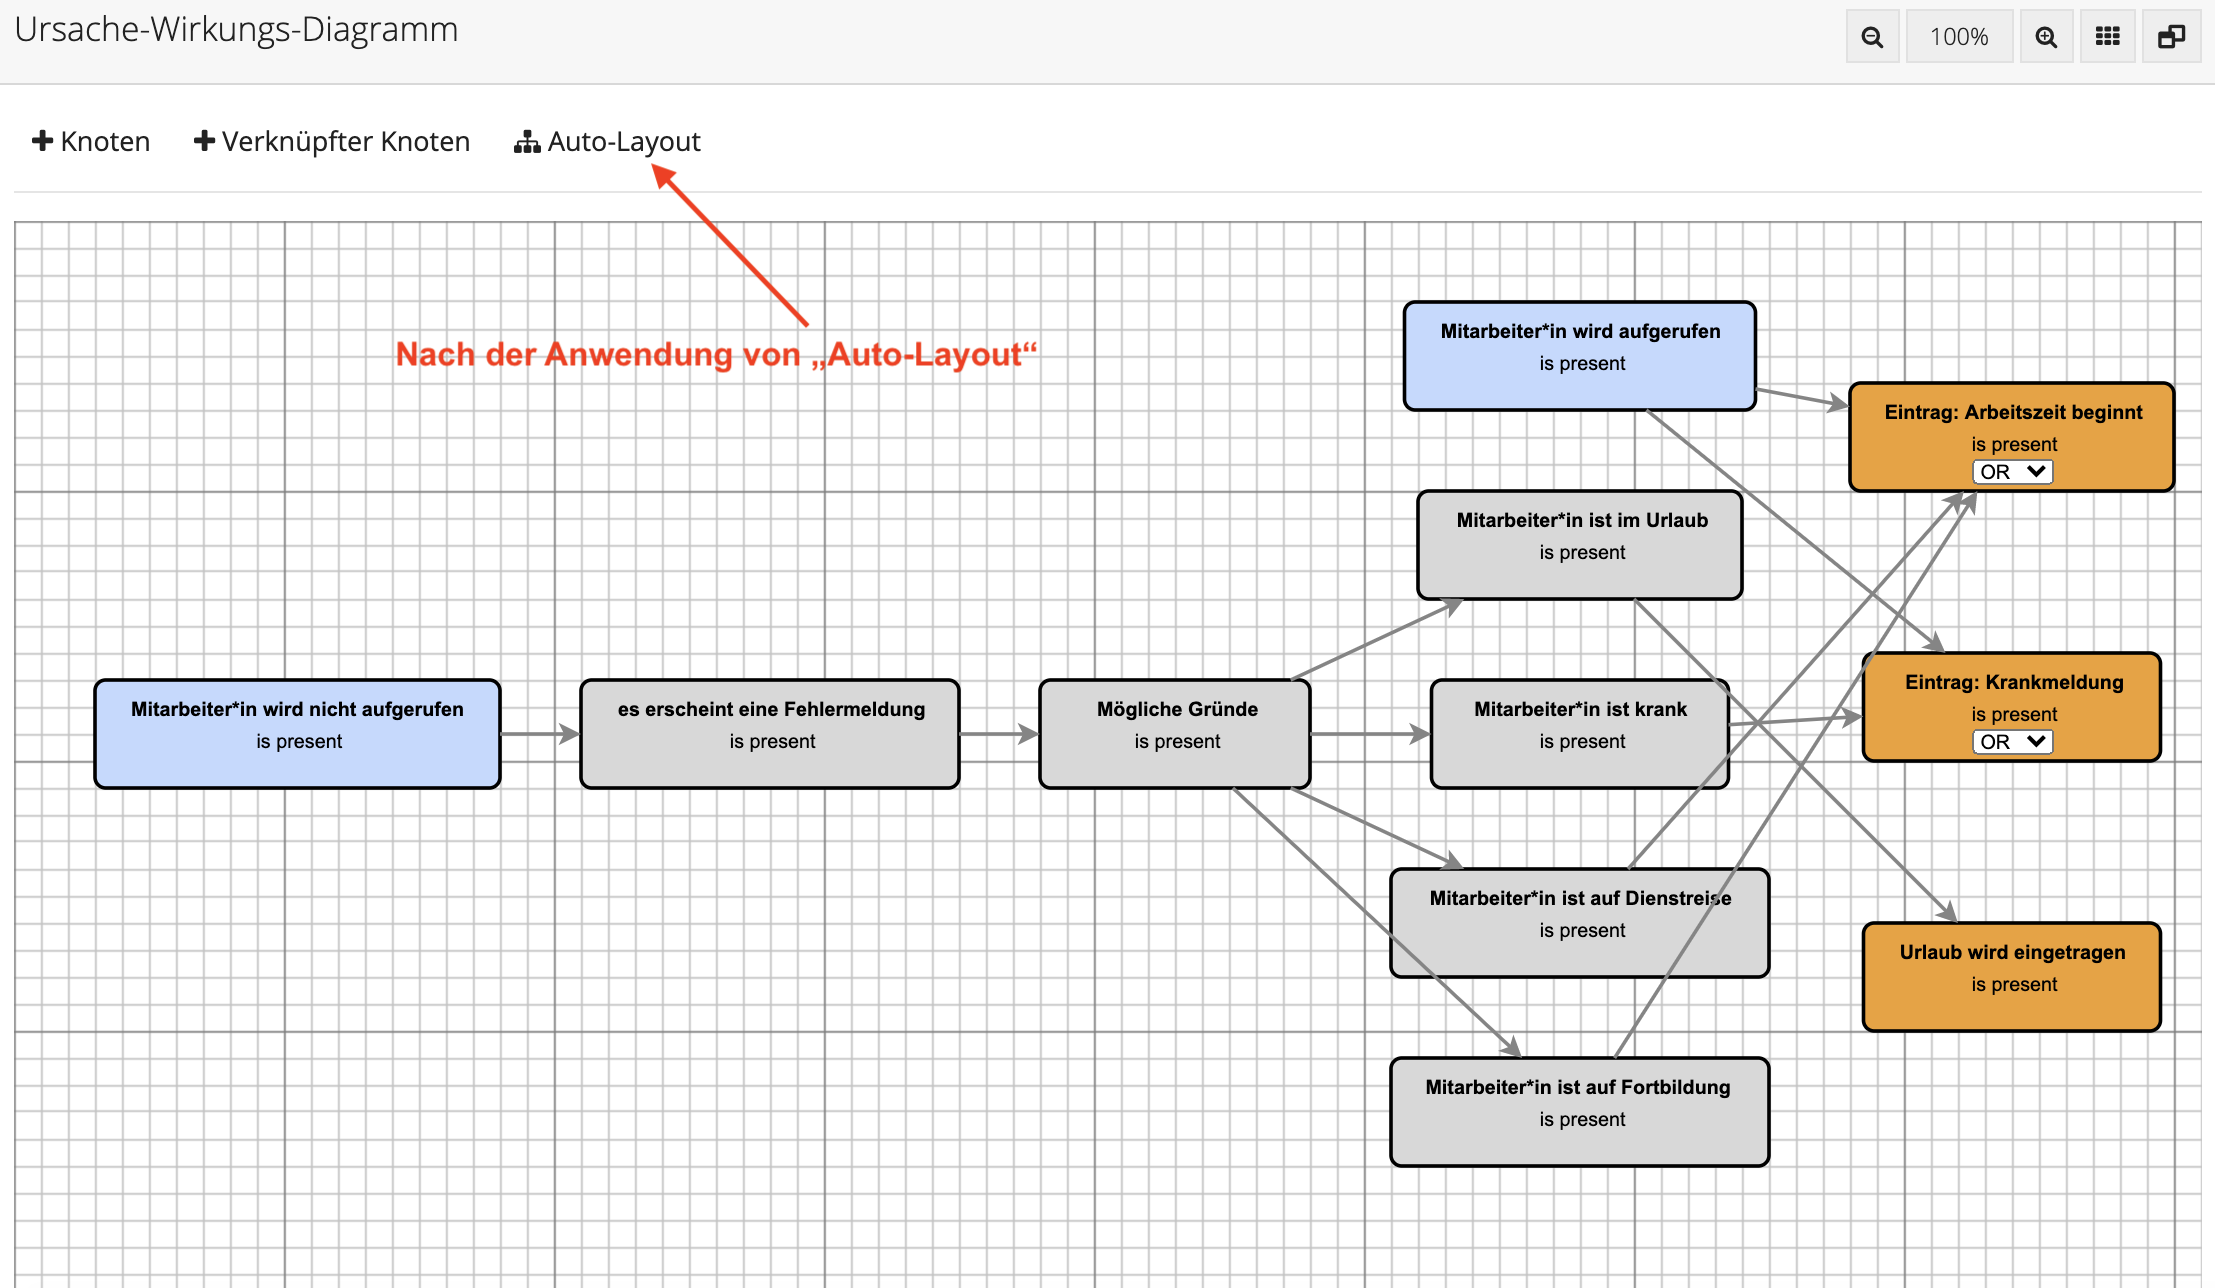 Ursache-Wirkungs-Diagramm
100%
Knoten
Verknüpfter Knoten
Auto-Layout
Nach der Anwendung von „Auto-Layout“
Mitarbeiter*in wird aufgerufen
is present
Eintrag: Arbeitszeit beginnt
is present
OR
Mitarbeiter*in ist im Urlaub
is present
Mitarbeiter*in wird nicht aufgerufen
is present
es erscheint eine Fehlermeldung
is present
Mögliche Gründe
is present
Mitarbeiter*in ist krank
is present
Eintrag: Krankmeldung
is present
OR
Mitarbeiter*in ist auf Dienstreise
is present
Urlaub wird eingetragen
is present
Mitarbeiter*in ist auf Fortbildung
is present